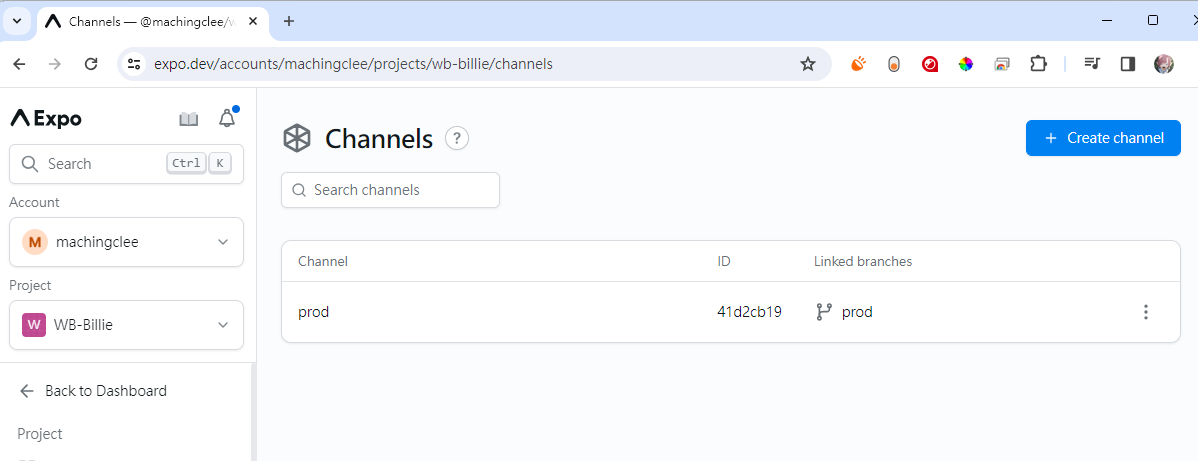 Channels — @machingclee/w
expo.dev/accounts/machingclee/projects/wb-billie/channels
Expo
Search Ctrl K
Account
M machingclee
Project
W WB-Billie
Back to Dashboard
Project
Channels ?
Create channel
Search channels
Channel ID Linked branches
prod 41d2cb19 prod